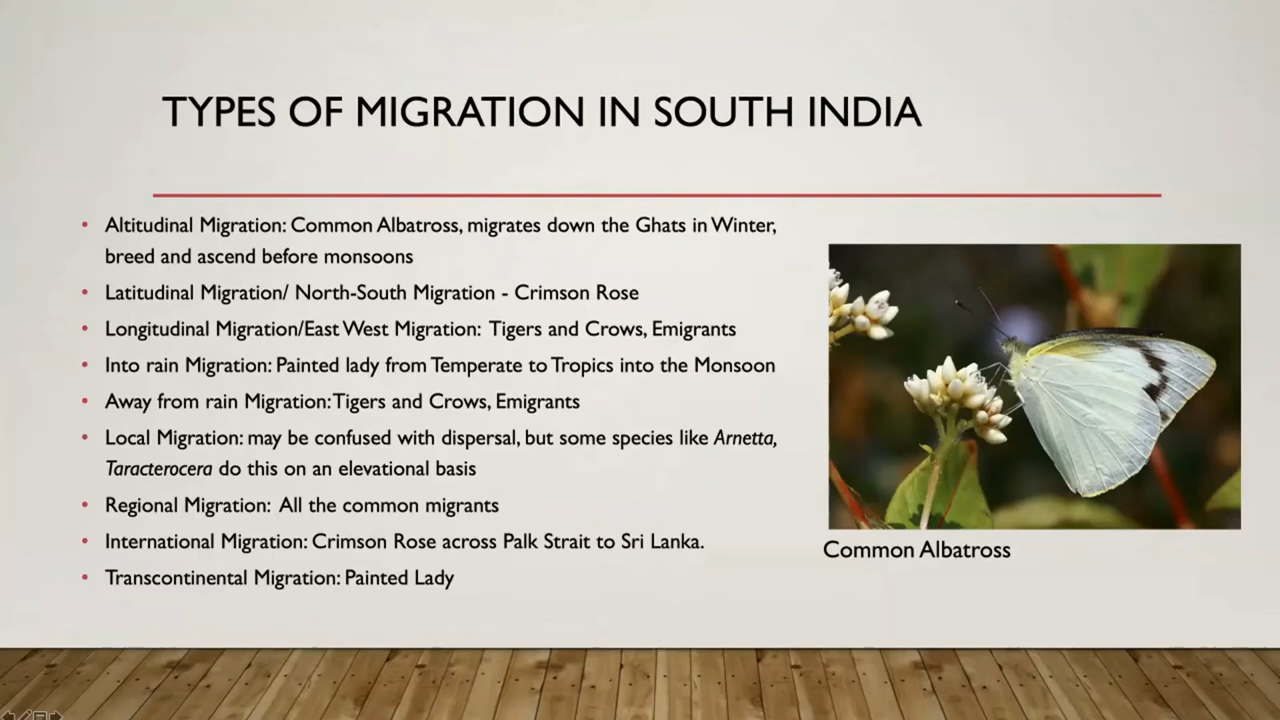 TYPES OF MIGRATION IN SOUTH INDIA
• Altitudinal Migration: Common Albatross, migrates down the Ghats in Winter,
breed and ascend before monsoons
• Latitudinal Migration/ North-South Migration - Crimson Rose
• Longitudinal Migration/East West Migration: Tigers and Crows, Emigrants
• Into rain Migration: Painted lady from Temperate to Tropics into the Monsoon
• Away from rain Migration: Tigers and Crows, Emigrants
• Local Migration: may be confused with dispersal, but some species like Arnetta,
Taracterocera do this on an elevational basis
• Regional Migration: All the common migrants
• International Migration: Crimson Rose across Palk Strait to Sri Lanka.
• Transcontinental Migration: Painted Lady
Common Albatross